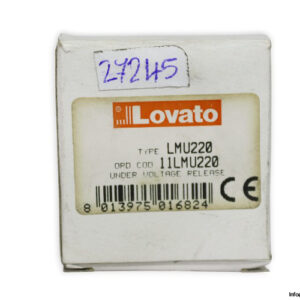 27245
Lovato
TYPE LMU220
ORD COD 11LMU220
UNDER VOLTAGE RELEASE
CE
8 013975 016824